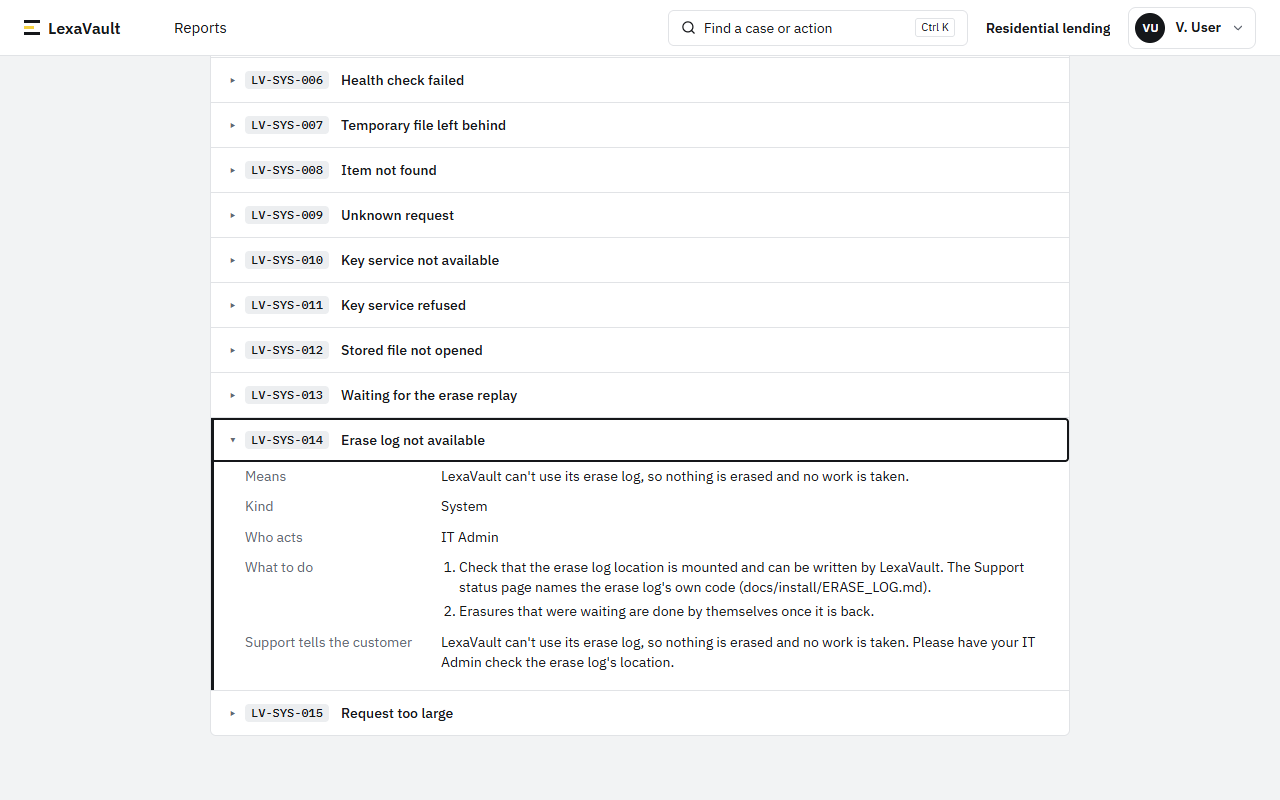 LexaVault
Reports
Find a case or action
Ctrl K
Residential lending
VU
V. User
LV-SYS-006 Health check failed
LV-SYS-007 Temporary file left behind
LV-SYS-008 Item not found
LV-SYS-009 Unknown request
LV-SYS-010 Key service not available
LV-SYS-011 Key service refused
LV-SYS-012 Stored file not opened
LV-SYS-013 Waiting for the erase replay
LV-SYS-014 Erase log not available
Means LexaVault can't use its erase log, so nothing is erased and no work is taken.
Kind System
Who acts IT Admin
What to do 1. Check that the erase log location is mounted and can be written by LexaVault. The Support
status page names the erase log's own code (docs/install/ERASE_LOG.md).
2. Erasures that were waiting are done by themselves once it is back.
Support tells the customer LexaVault can't use its erase log, so nothing is erased and no work is taken. Please have your IT
Admin check the erase log's location.
LV-SYS-015 Request too large